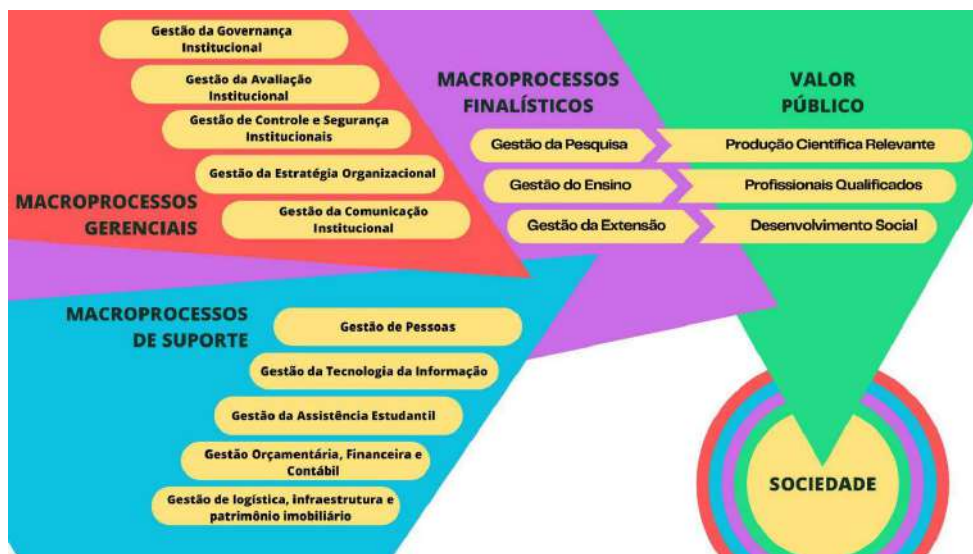 Gestão da Governança
Institucional
Gestão da Avaliação
Institucional
Gestão de Controle e Segurança
Institucionais
Gestão da Estratégia Organizacional
Gestão da Comunicação
Institucional
MACROPROCESSOS
GERENCIAIS
MACROPROCESSOS
FINALÍSTICOS
Gestão da Pesquisa
Gestão do Ensino
Gestão da Extensão
VALOR
PÚBLICO
Produção Científica Relevante
Profissionais Qualificados
Desenvolvimento Social
MACROPROCESSOS
DE SUPORTE
Gestão de Pessoas
Gestão da Tecnologia da Informação
Gestão da Assistência Estudantil
Gestão Orçamentária, Financeira e
Contábil
Gestão de logística, infraestrutura e
patrimônio imobiliário
SOCIEDADE